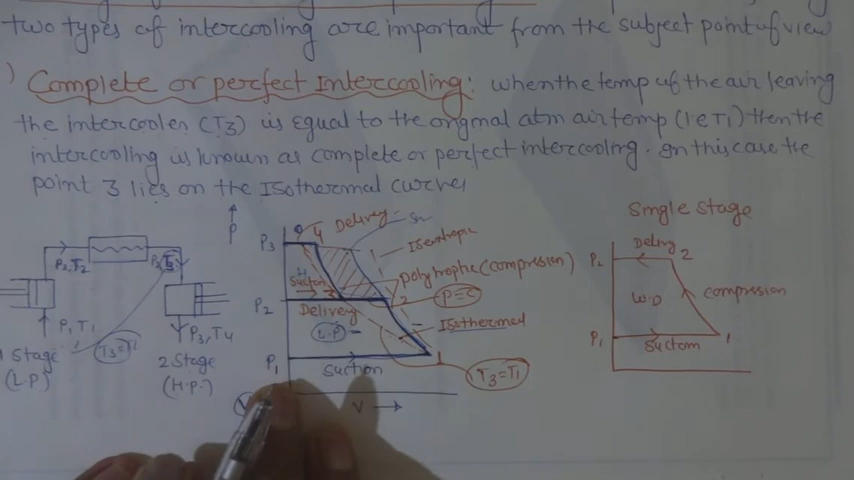 two types of intercooling are important from the subject point of view
) Complete or perfect Intercooling: when the temp of the air leaving
the intercooler (T3) is equal to the original atm air temp (i.e T1) then the
intercooling is known as complete or perfect intercooling. In this case the
point 3 lies on the Isothermal curve,
P2,T2
P2
P1 T1
T3=T1
Stage
(L.P)
P3,T4
2 Stage
(H.P.)
P
P3
4
Delivery
Isentropic
Polytrophic (compression)
Suction
3
2
P=C
P2
Delivery
L.P
Isothermal
P1
Suction
1
T3=T1
V
Single stage
P2
Delivery
2
W.D
compression
P1
Suction
1